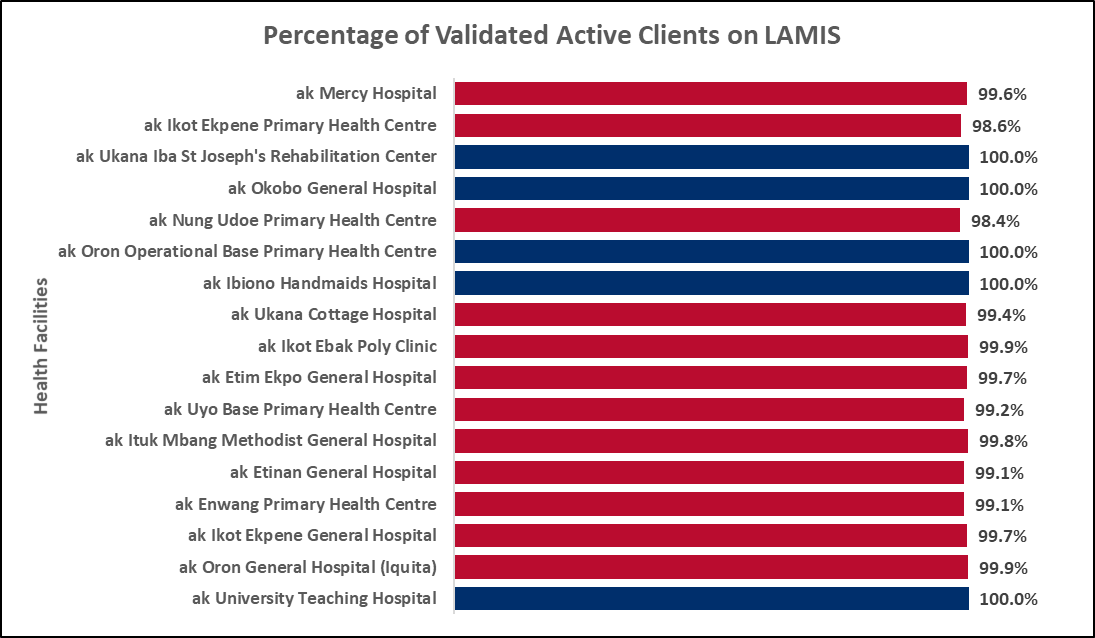 Percentage of Validated Active Clients on LAMIS
Health Facilities
ak Mercy Hospital 99.6%
ak Ikot Ekpene Primary Health Centre 98.6%
ak Ukana Iba St Joseph's Rehabilitation Center 100.0%
ak Okobo General Hospital 100.0%
ak Nung Udoe Primary Health Centre 98.4%
ak Oron Operational Base Primary Health Centre 100.0%
ak Ibiono Handmaids Hospital 100.0%
ak Ukana Cottage Hospital 99.4%
ak Ikot Ebak Poly Clinic 99.9%
ak Etim Ekpo General Hospital 99.7%
ak Uyo Base Primary Health Centre 99.2%
ak Ituk Mbang Methodist General Hospital 99.8%
ak Etinan General Hospital 99.1%
ak Enwang Primary Health Centre 99.1%
ak Ikot Ekpene General Hospital 99.7%
ak Oron General Hospital (Iquita) 99.9%
ak University Teaching Hospital 100.0%